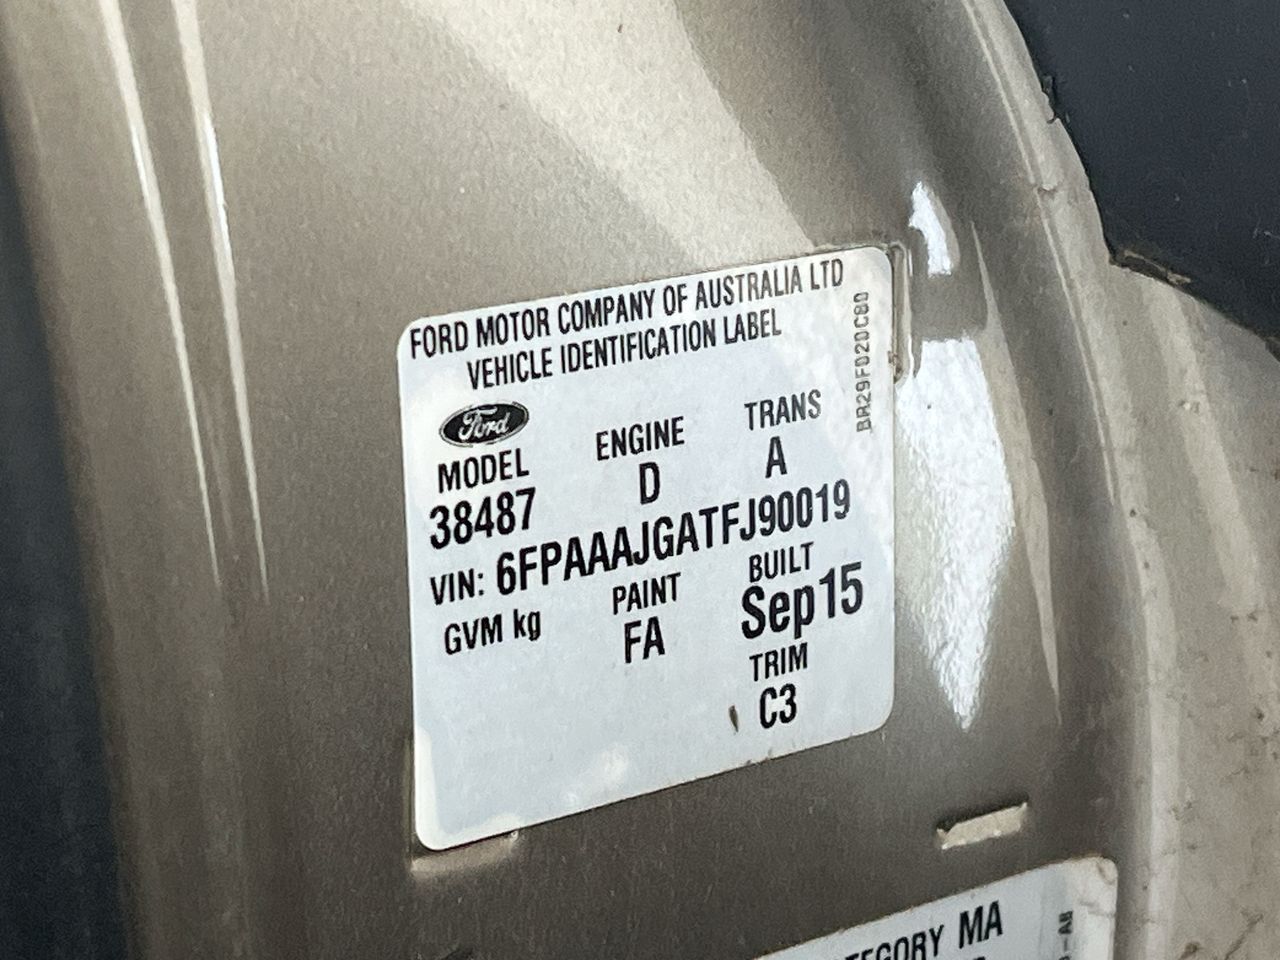 FORD MOTOR COMPANY OF AUSTRALIA LTD
VEHICLE IDENTIFICATION LABEL
BR29F020C80
Ford
MODEL ENGINE TRANS
38487 D A
VIN: 6FPAAAJGATFJ90019
GVM kg PAINT BUILT
FA Sep15
TRIM
C3
MA